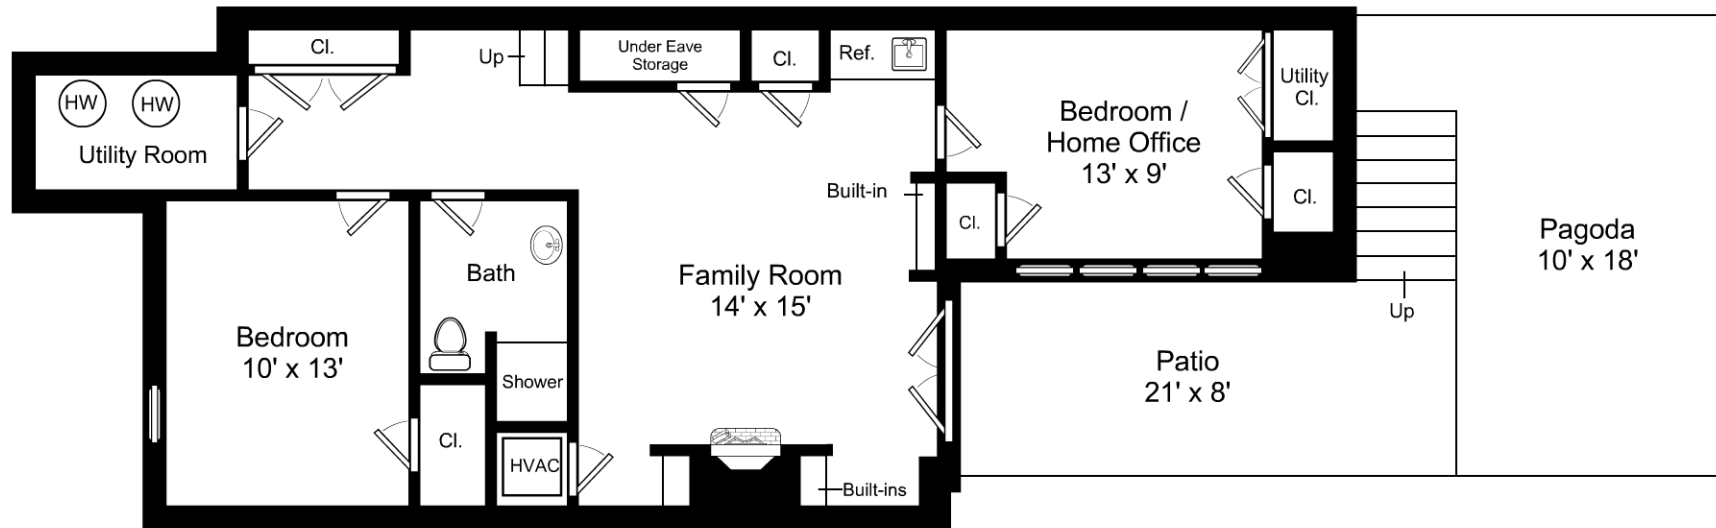 Cl.
Up
Under Eave
Storage
Cl.
Ref.
HW
HW
Utility Room
Bedroom /
Home Office
13' x 9'
Utility
Cl.
Built-in
Cl.
Cl.
Pagoda
10' x 18'
Bath
Family Room
14' x 15'
Up
Bedroom
10' x 13'
Shower
Patio
21' x 8'
Cl.
HVAC
Built-ins